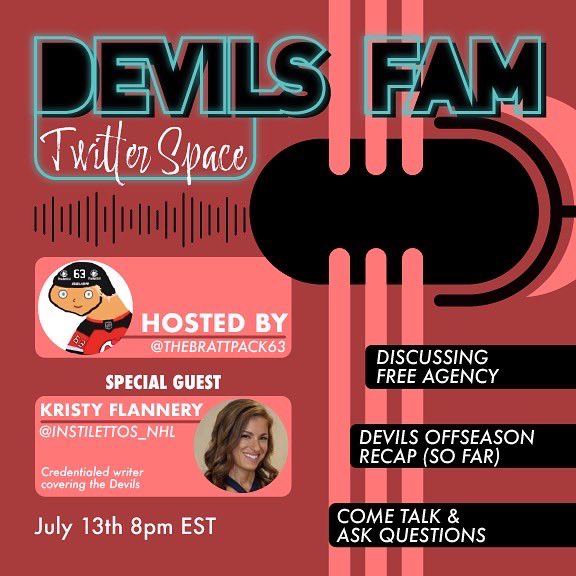 DEVILS FAM
Twitter Space
63
HOSTED BY
@THEBRATTPACK63
SPECIAL GUEST
KRISTY FLANNERY
@INSTILETTOS_NHL
Credentialed writer
covering the Devils
July 13th 8pm EST
DISCUSSING
FREE AGENCY
DEVILS OFFSEASON
RECAP (SO FAR)
COME TALK &
ASK QUESTIONS